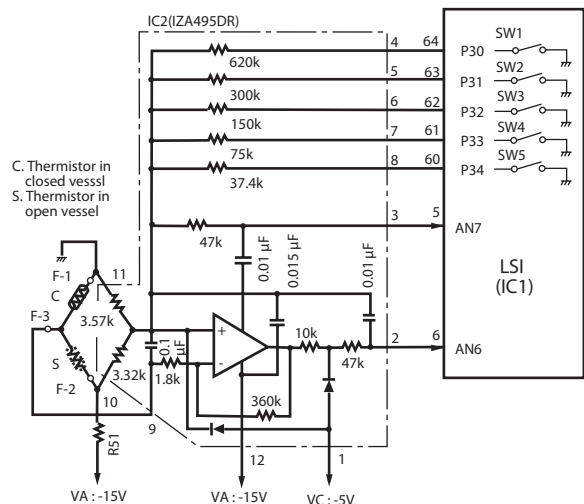 IC2(IZA495DR)
620k
4
64
P30
SW1
300k
5
63
P31
SW2
150k
6
62
P32
SW3
75k
7
61
P33
SW4
37.4k
8
60
P34
SW5
C. Thermistor in
closed vesssl
S. Thermistor in
open vessel
47k
3
5
AN7
LSI
(IC1)
0.01 µF
0.015 µF
0.01 µF
F-1
11
C
F-3
3.57k
S
F-2
3.32k
10
R51
9
0.1
µF
1.8k
+
-
10k
47k
2
6
AN6
360k
12
1
VA : -15V
VA : -15V
VC : -5V